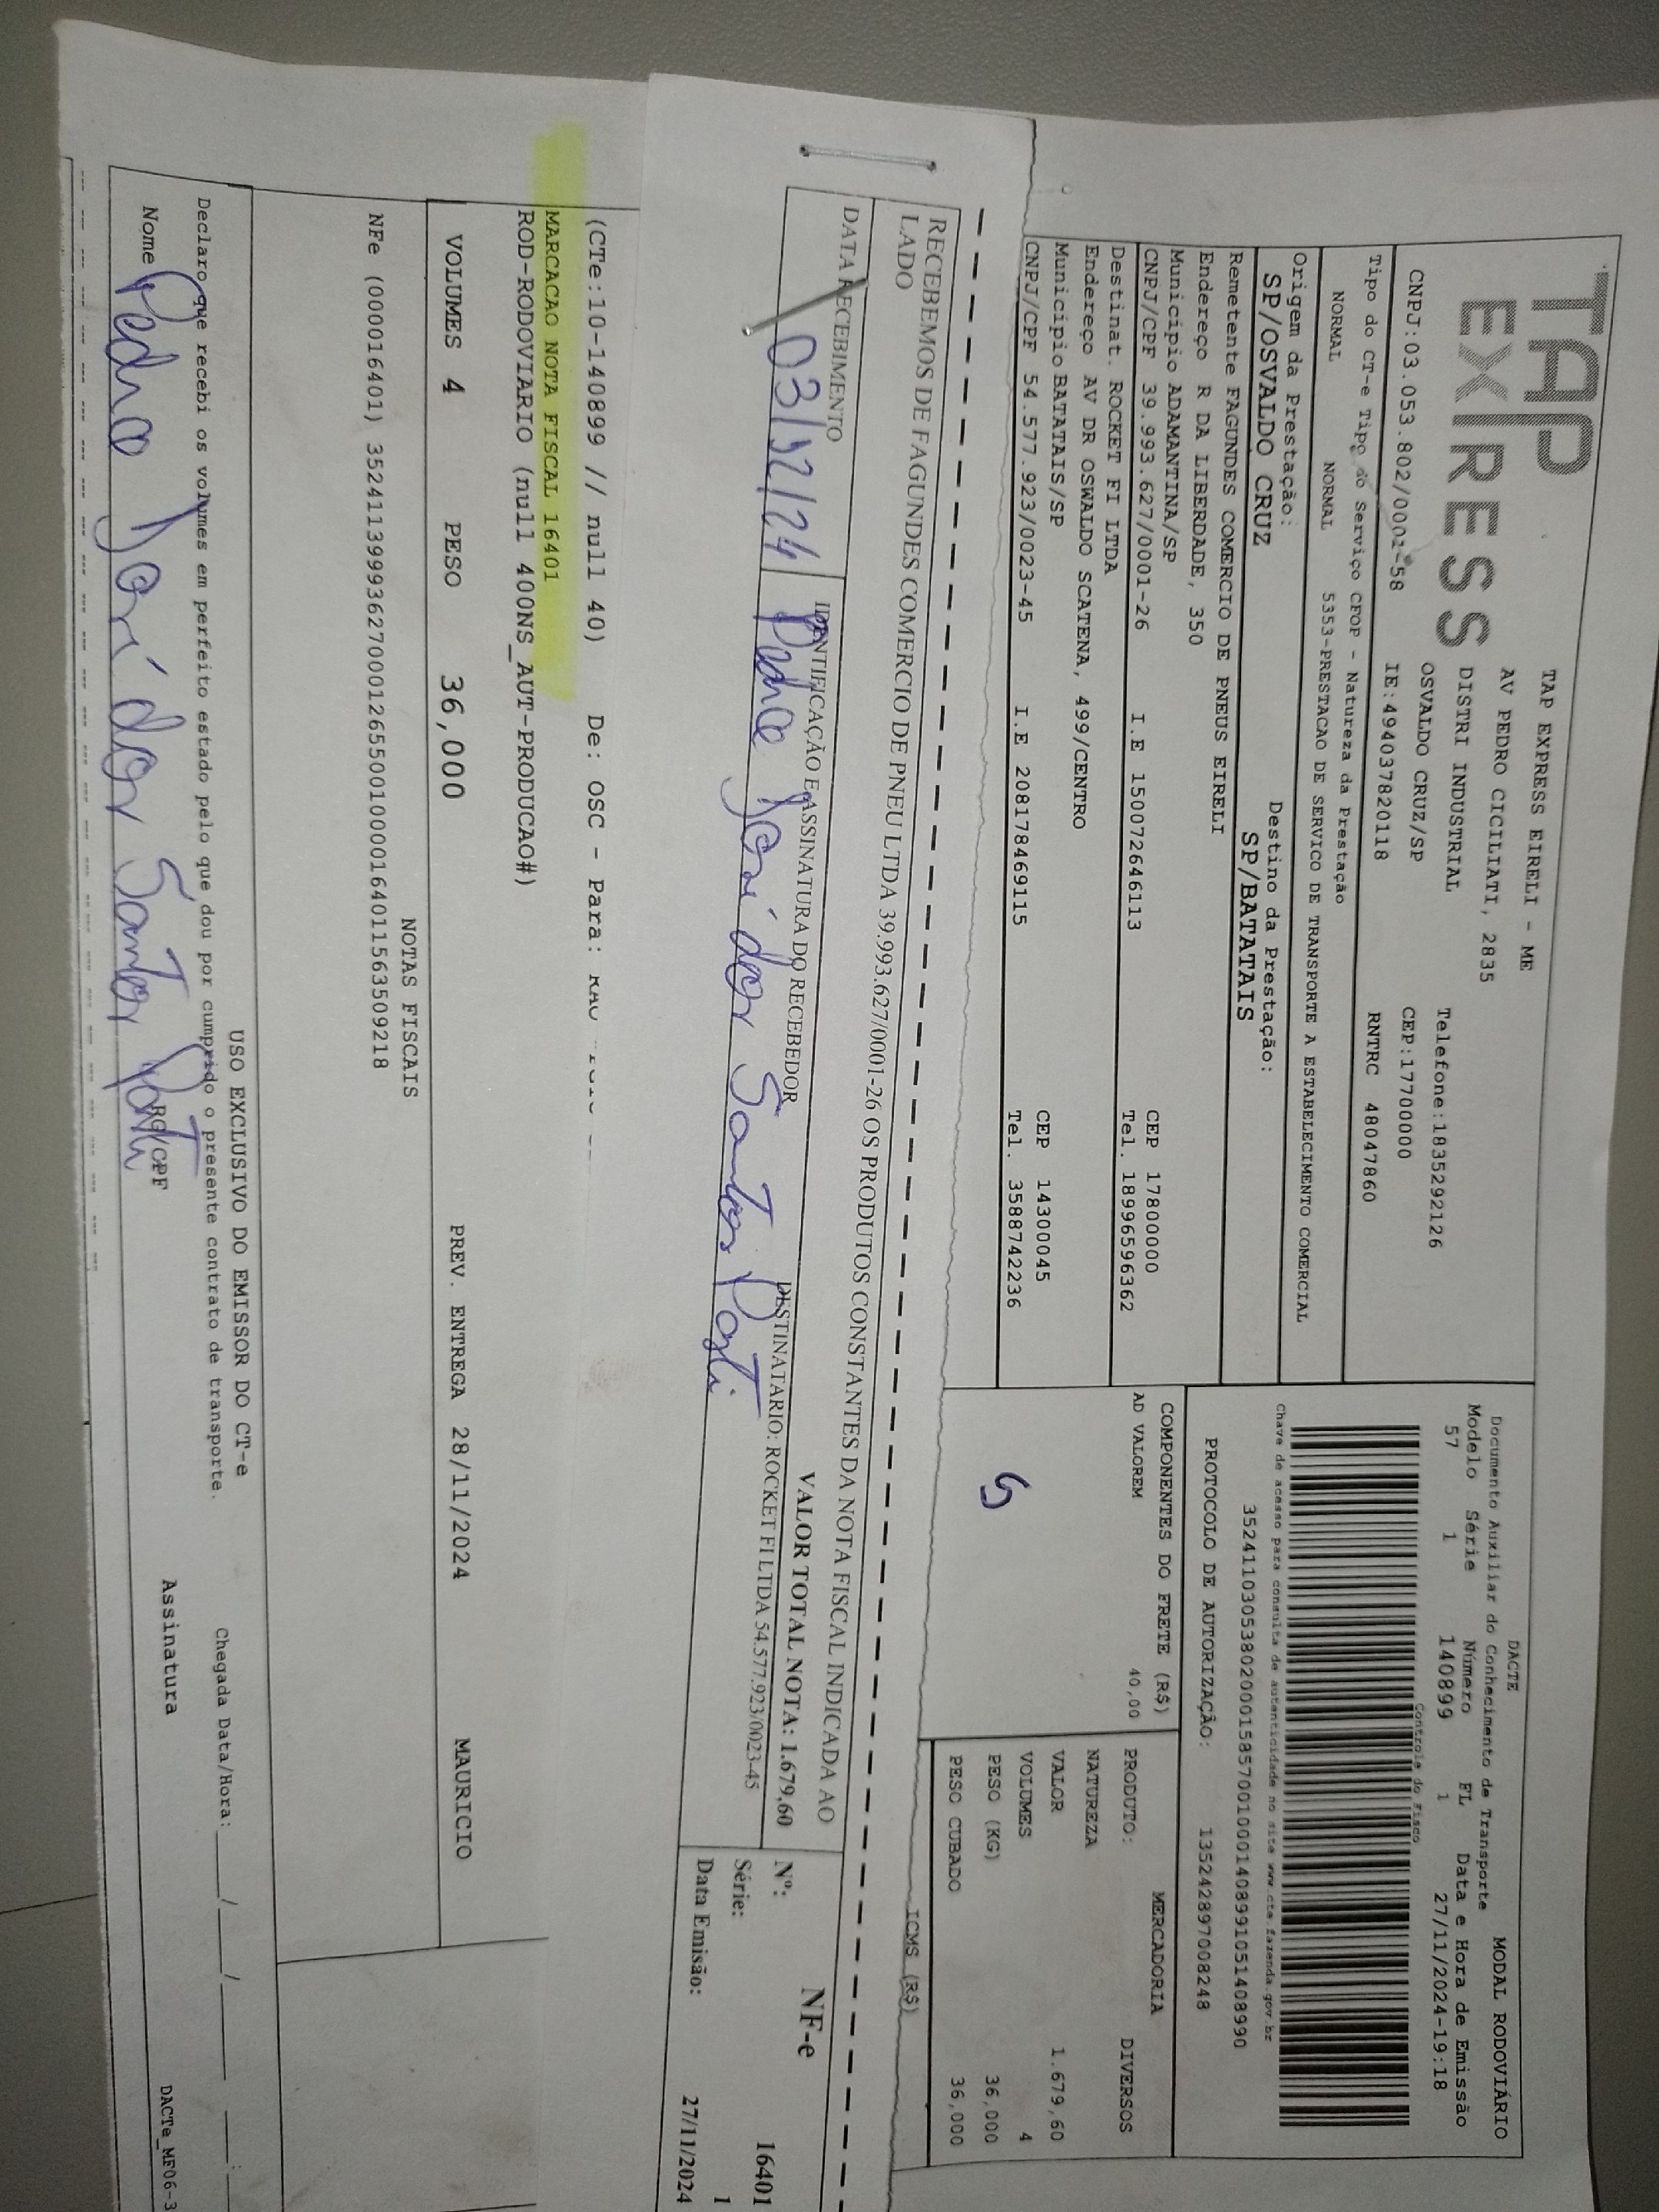 TAP
EXPRESS
TAP EXPRESS EIRELI - ME
AV PEDRO CICILIATI, 2835
DISTRI INDUSTRIAL
Telefone:1835292126
OSVALDO CRUZ/SP
CEP:17700000
CNPJ:03.053.802/0001-58
IE:494037820118
RNTRC 48047860
Tipo do CT-e Tipo do Serviço CFOP - Natureza da Prestação
NORMAL NORMAL 5353-PRESTACAO DE SERVICO DE TRANSPORTE A ESTABELECIMENTO COMERCIAL
Origem da Prestação: Destino da Prestação:
SP/OSVALDO CRUZ SP/BATATAIS
Remetente FAGUNDES COMERCIO DE PNEUS EIRELI
Endereço R DA LIBERDADE, 350
Município ADAMANTINA/SP CEP 17800000
CNPJ/CPF 39.993.627/0001-26 I.E 150072646113 Tel. 18996596362
Destinat. ROCKET FI LTDA
Endereço AV DR OSWALDO SCATENA, 499/CENTRO
Município BATATAIS/SP CEP 14300045
CNPJ/CPF 54.577.923/0023-45 I.E 208178469115 Tel. 3588742236
DACTE MODAL RODOVIÁRIO
Documento Auxiliar do Conhecimento de Transporte
Modelo Série Número FL Data e Hora de Emissão
57 1 140899 1 27/11/2024-19:18
Controle do Fisco
Chave de acesso para consulta de autenticidade no site www.cte.fazenda.gov.br
35241103053802000158570010001408991051408990
PROTOCOLO DE AUTORIZAÇÃO: 135242897008248
COMPONENTES DO FRETE (R$)
AD VALOREM 40,00
S
MERCADORIA
PRODUTO: DIVERSOS
NATUREZA
VALOR 1.679,60
VOLUMES 4
PESO (KG) 36,000
PESO CUBADO 36,000
ICMS (R$)
RECEBEMOS DE FAGUNDES COMERCIO DE PNEU LTDA 39.993.627/0001-26 OS PRODUTOS CONSTANTES DA NOTA FISCAL INDICADA AO
LADO
VALOR TOTAL NOTA: 1.679,60
DATA RECEBIMENTO
03/12/24
IDENTIFICAÇÃO E ASSINATURA DO RECEBEDOR
DESTINATARIO: ROCKET FI LTDA 54.577.923/0023-45
Pedro José dos Santos
NF-e
Nº: 16401
Série: 1
Data Emissão: 27/11/2024
(CTe:10-140899 // null 40) De: OSC - Para:
MARCACAO NOTA FISCAL 16401
ROD-RODOVIARIO (null 400NS_AUT-PRODUCAO#)
VOLUMES 4 PESO 36,000 PREV. ENTREGA 28/11/2024 MAURICIO
NOTAS FISCAIS
NFe (000016401) 35241139993627000126550010000164011563509218
USO EXCLUSIVO DO EMISSOR DO CT-e
Declaro que recebi os volumes em perfeito estado pelo que dou por cumprido o presente contrato de transporte.
Chegada Data/Hora: ___/___/____ ___:
Nome Pedro José dos Santos RG/CPF Assinatura
DACTe_MF06-3